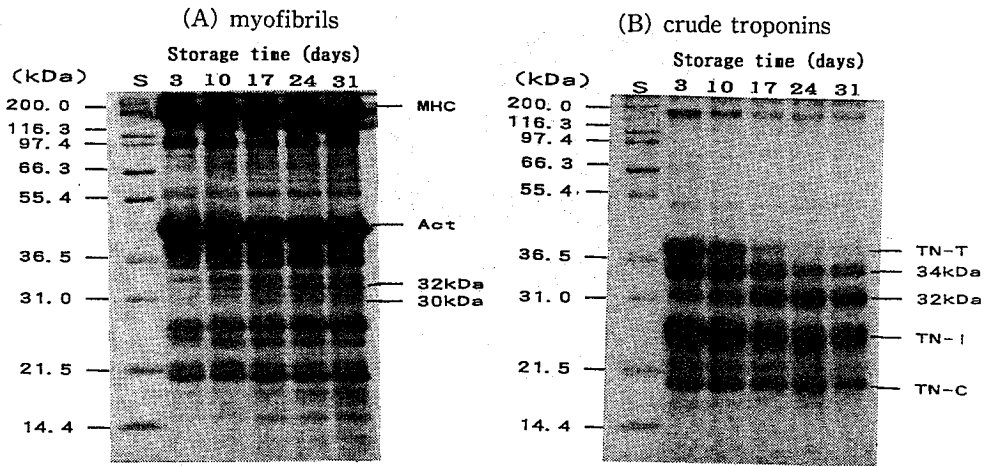 (A) myofibrils
Storage time (days)
(kDa) S 3 10 17 24 31
200.0
116.3
97.4
66.3
55.4
36.5
31.0
21.5
14.4
MHC
Act
32kDa
30kDa
(B) crude troponins
Storage time (days)
(kDa) S 3 10 17 24 31
200.0
116.3
97.4
66.3
55.4
36.5
31.0
21.5
14.4
TN-T
34kDa
32kDa
TN-I
TN-C